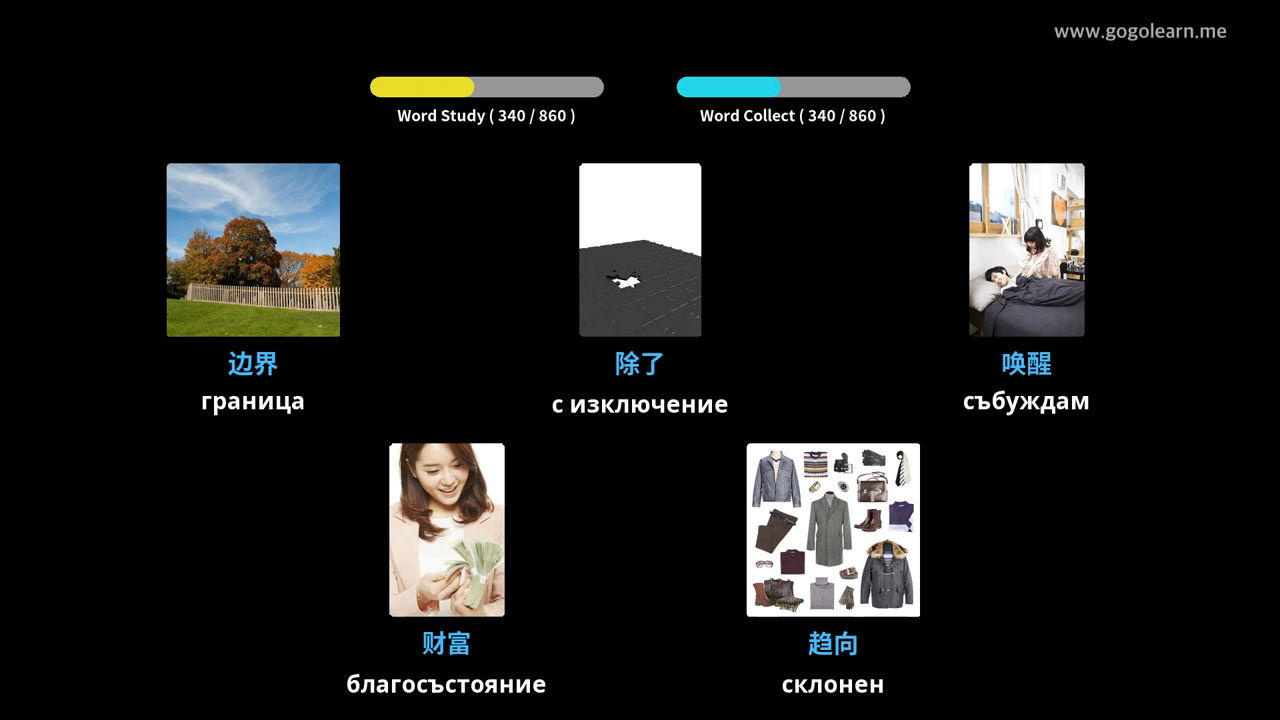 www.gogolearn.me
Word Study ( 340 / 860 )
Word Collect ( 340 / 860 )
边界
граница
除了
с изключение
唤醒
събуждам
财富
благосъстояние
趋向
склонен